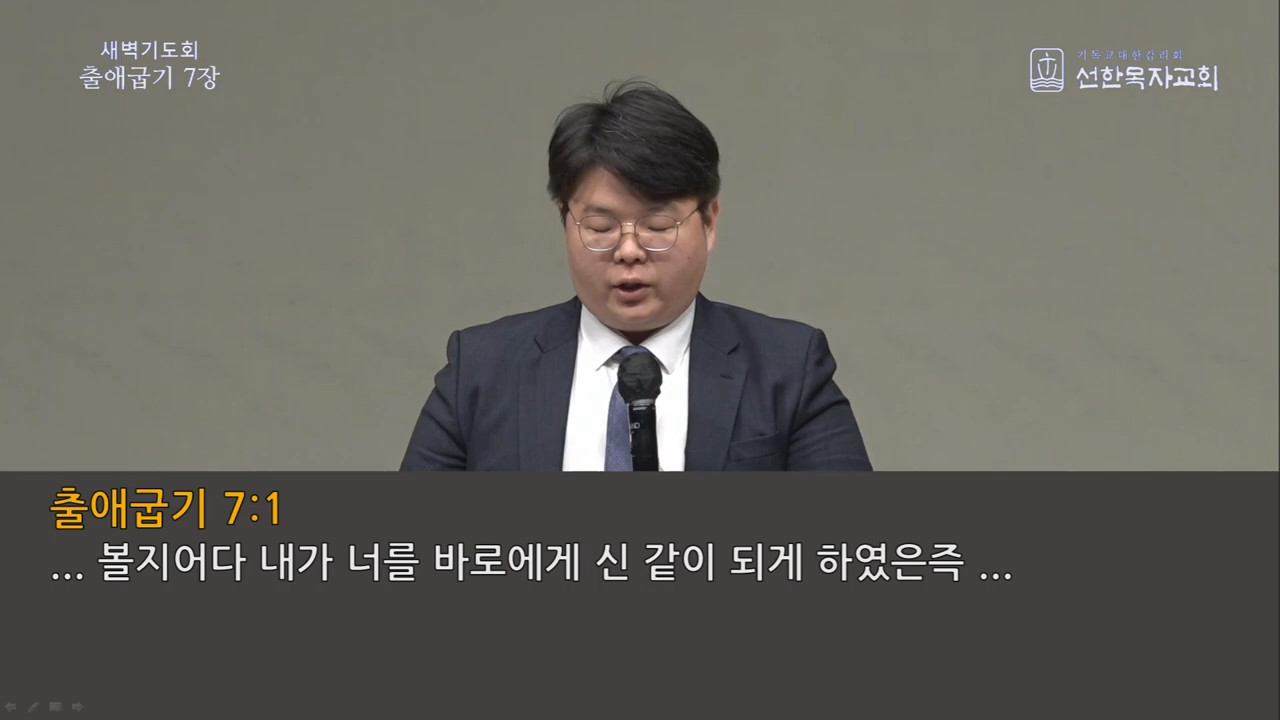 새벽기도회
출애굽기 7장
기독교대한감리회
선한목자교회
출애굽기 7:1
... 볼지어다 내가 너를 바로에게 신 같이 되게 하였은즉 ...